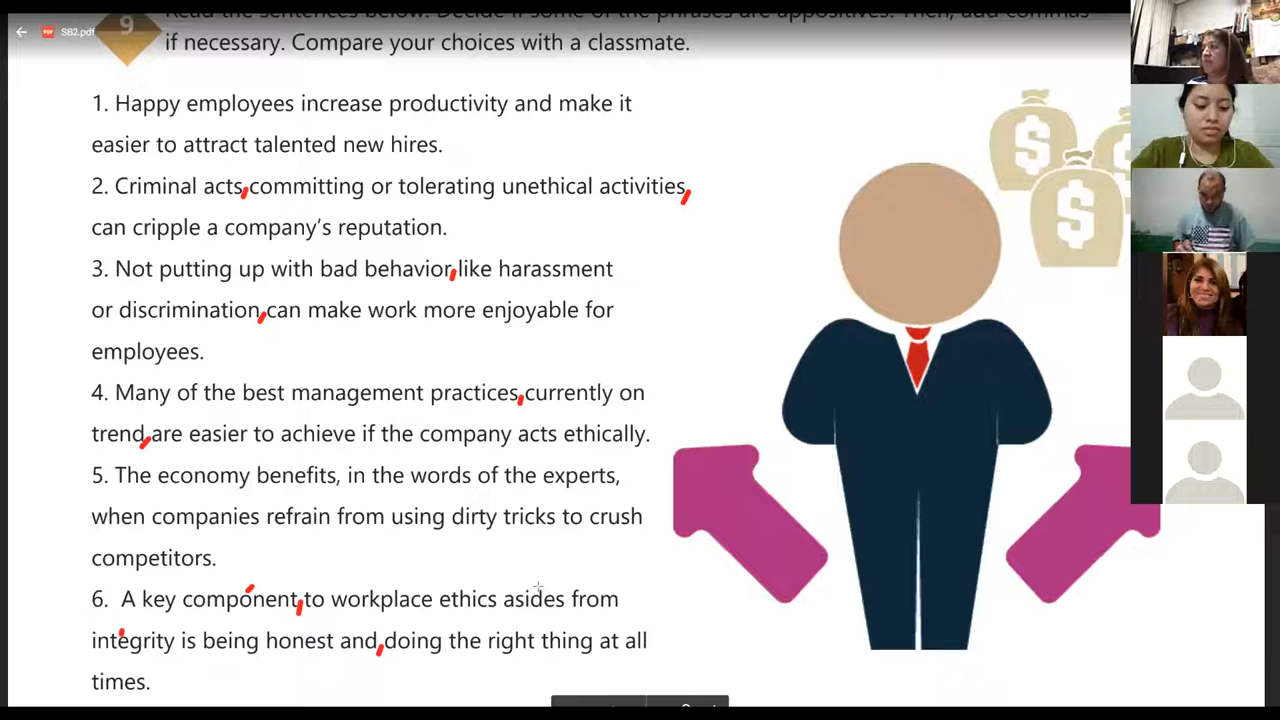 Read the sentences below. Decide if some of the phrases are appositives. Then, add commas
9
SB2.pdf
if necessary. Compare your choices with a classmate.
1. Happy employees increase productivity and make it
easier to attract talented new hires.
2. Criminal acts, committing or tolerating unethical activities,
can cripple a company's reputation.
3. Not putting up with bad behavior, like harassment
or discrimination, can make work more enjoyable for
employees.
4. Many of the best management practices, currently on
trend, are easier to achieve if the company acts ethically.
5. The economy benefits, in the words of the experts,
when companies refrain from using dirty tricks to crush
competitors.
6. A key component, to workplace ethics asides from
integrity is being honest and, doing the right thing at all
times.
$
$